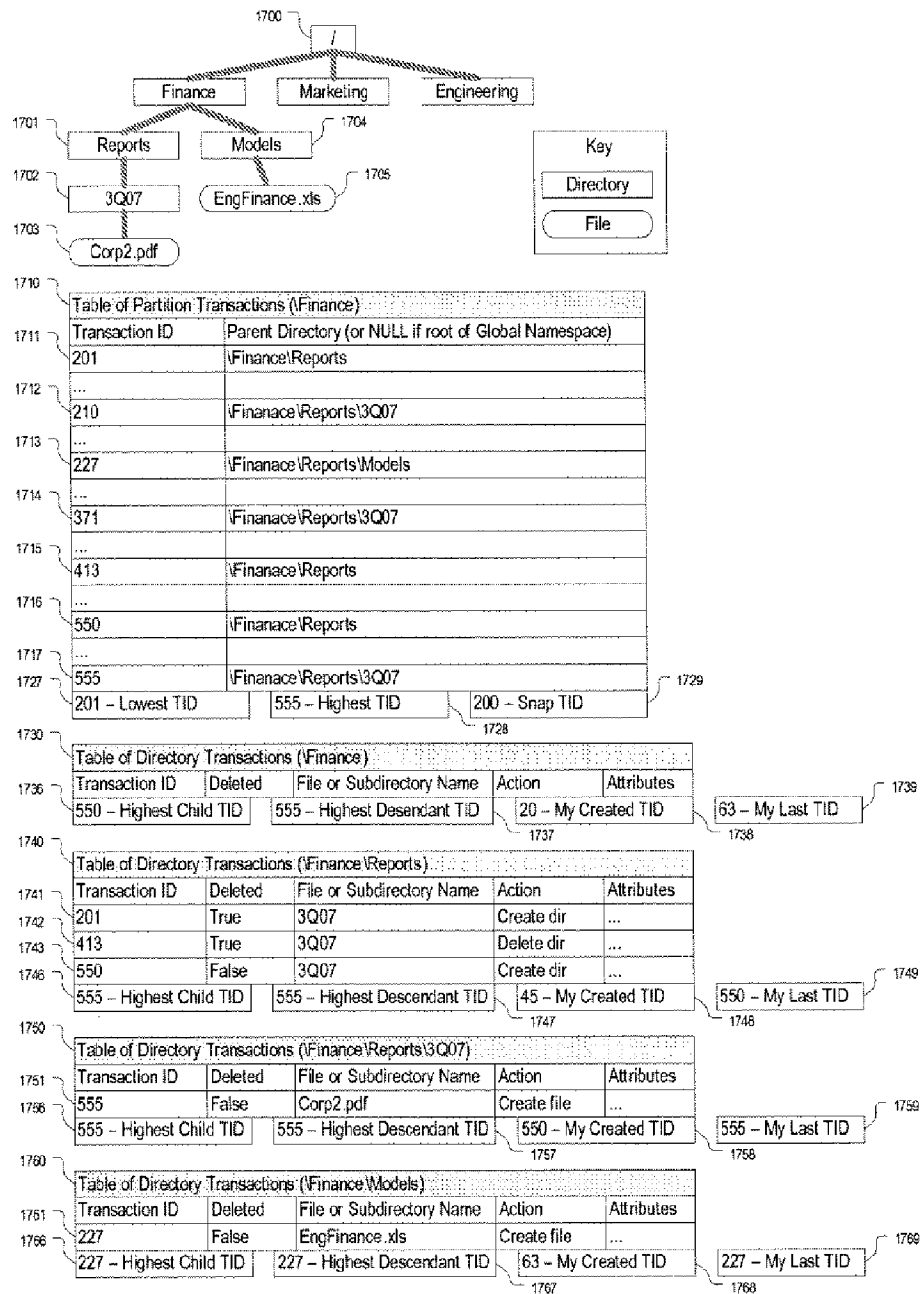 1700
/
Finance Marketing Engineering
1701 1704
Reports Models
Key
1702 1705
Directory
3Q07 EngFinance.xls
File
1703
Corp2.pdf
1710
Table of Partition Transactions (\Finance)
1711
Transaction ID Parent Directory (or NULL if root of Global Namespace)
201 \Finance\Reports
1712
...
210 \Finanace\Reports\3Q07
1713
...
227 \Finanace\Reports\Models
1714
...
371 \Finanace\Reports\3Q07
1715
...
413 \Finanace\Reports
1716
...
550 \Finanace\Reports
1717
...
555 \Finanace\Reports\3Q07
1727 201 – Lowest TID 555 – Highest TID 200 – Snap TID 1729
1728
1730
Table of Directory Transactions (\Finance)
Transaction ID Deleted File or Subdirectory Name Action Attributes
1736 550 – Highest Child TID 555 – Highest Desendant TID 20 – My Created TID 63 – My Last TID 1739
1737 1738
1740
Table of Directory Transactions (\Finance\Reports)
Transaction ID Deleted File or Subdirectory Name Action Attributes
1741 201 True 3Q07 Create dir ...
1742 413 True 3Q07 Delete dir ...
1743 550 False 3Q07 Create dir ...
1746 555 – Highest Child TID 555 – Highest Descendant TID 45 – My Created TID 550 – My Last TID 1749
1747 1748
1750
Table of Directory Transactions (\Finance\Reports\3Q07)
Transaction ID Deleted File or Subdirectory Name Action Attributes
1751 555 False Corp2.pdf Create file ...
1756 555 – Highest Child TID 555 – Highest Descendant TID 550 – My Created TID 555 – My Last TID 1759
1757 1758
1760
Table of Directory Transactions (\Finance\Models)
Transaction ID Deleted File or Subdirectory Name Action Attributes
1761 227 False EngFinance.xls Create file ...
1766 227 – Highest Child TID 227 – Highest Descendant TID 63 – My Created TID 227 – My Last TID 1769
1767 1768